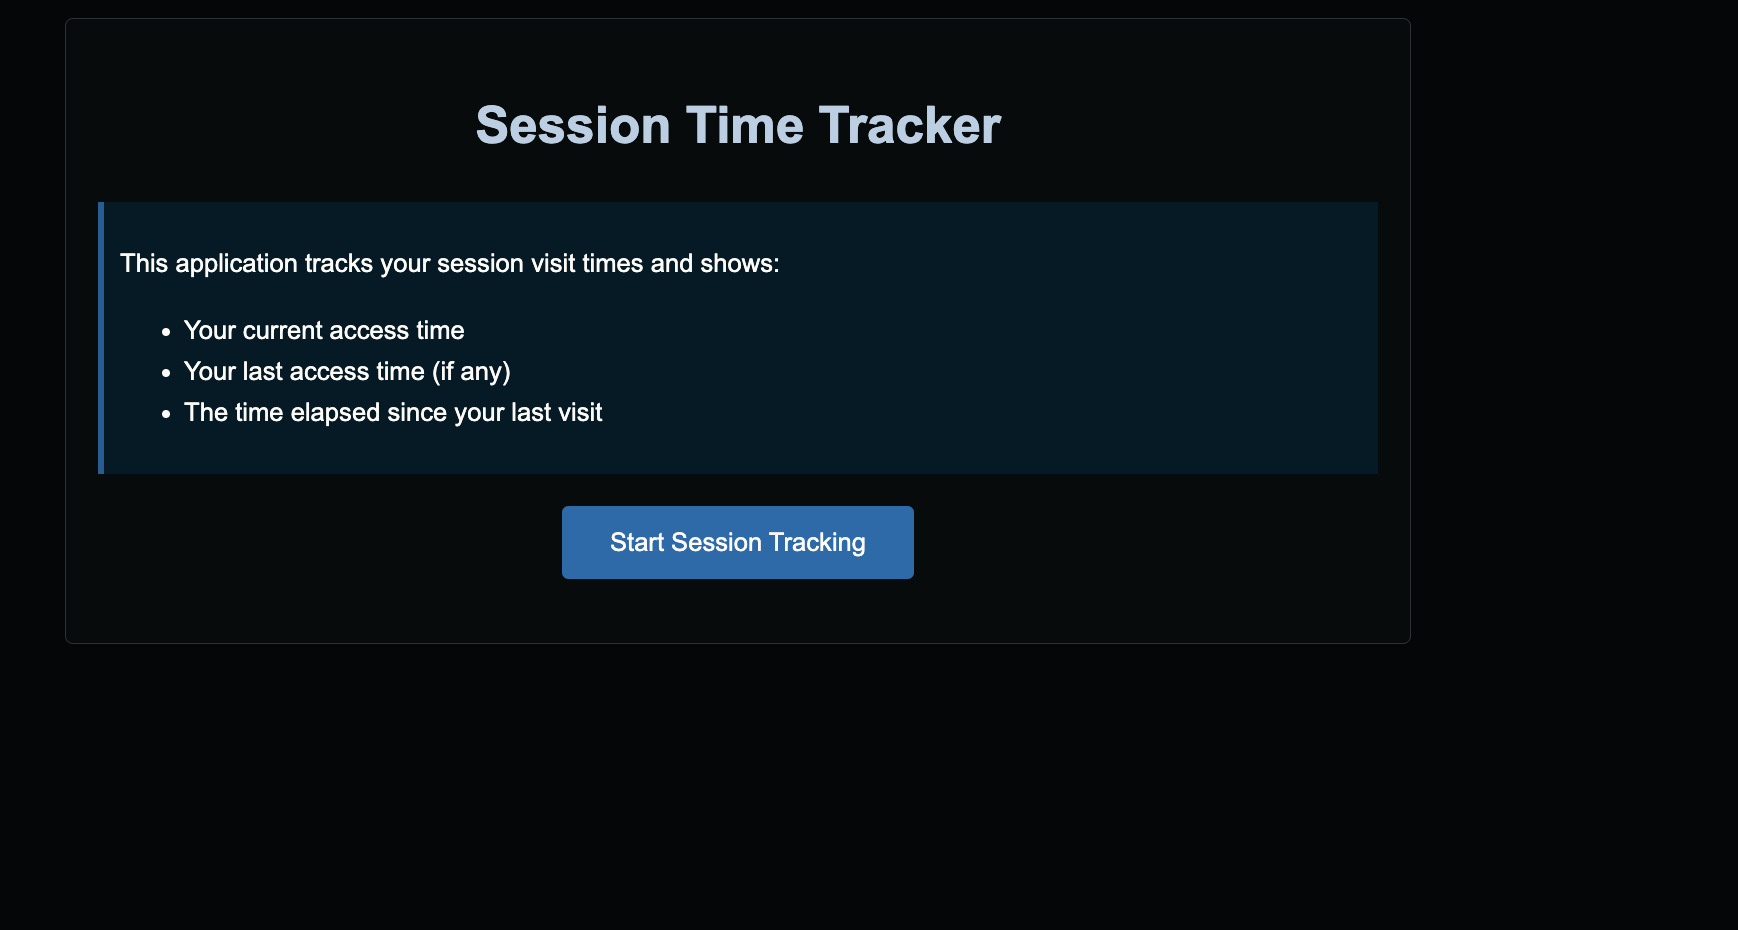 Session Time Tracker
This application tracks your session visit times and shows:
Your current access time
Your last access time (if any)
The time elapsed since your last visit
Start Session Tracking